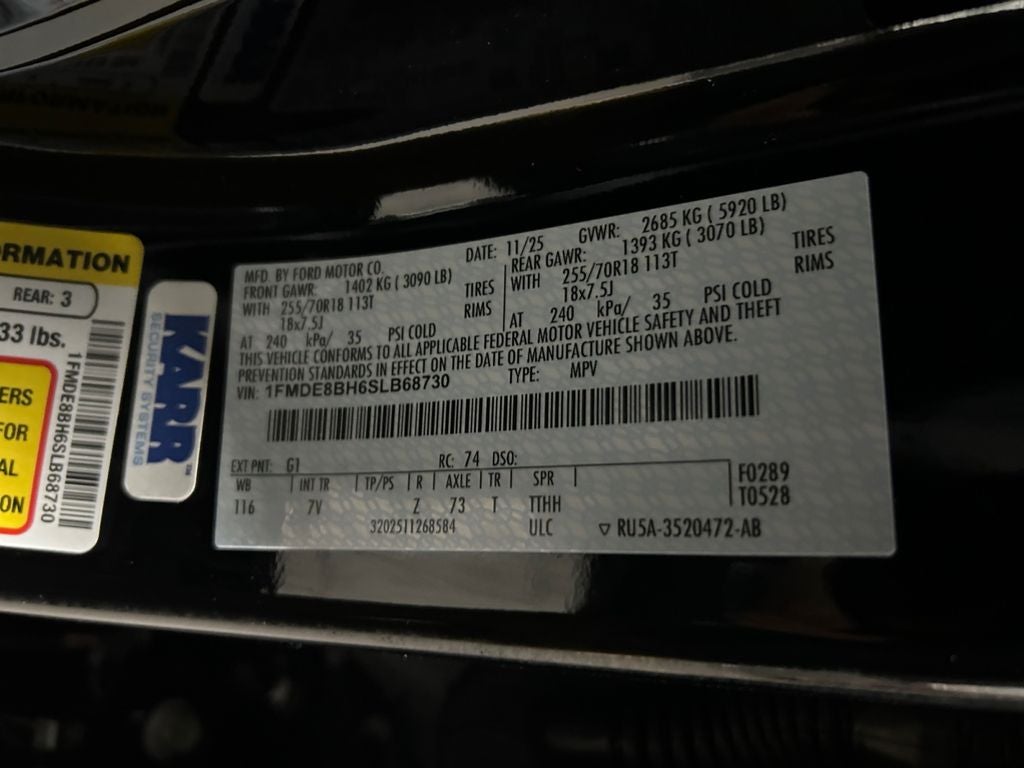 RMATION
REAR: 3
33 lbs.
ERS
FOR
AL
ON
1FMDE8BH6SLB68730
KARR™
SECURITY SYSTEMS
MFD. BY FORD MOTOR CO.
DATE: 11/25
GVWR: 2685 KG ( 5920 LB)
FRONT GAWR: 1402 KG ( 3090 LB)
REAR GAWR: 1393 KG ( 3070 LB)
WITH 255/70R18 113T TIRES
WITH 255/70R18 113T TIRES
18x7.5J RIMS
18x7.5J RIMS
AT 240 kPa/ 35 PSI COLD
AT 240 kPa/ 35 PSI COLD
THIS VEHICLE CONFORMS TO ALL APPLICABLE FEDERAL MOTOR VEHICLE SAFETY AND THEFT
PREVENTION STANDARDS IN EFFECT ON THE DATE OF MANUFACTURE SHOWN ABOVE.
VIN: 1FMDE8BH6SLB68730 TYPE: MPV
EXT PNT: G1 RC: 74 DSO:
WB | INT TR | TP/PS | R | AXLE | TR | SPR |
F0289
116 7V Z 73 T TTHH
T0528
3202511268584 ULC ▽ RU5A-3520472-AB